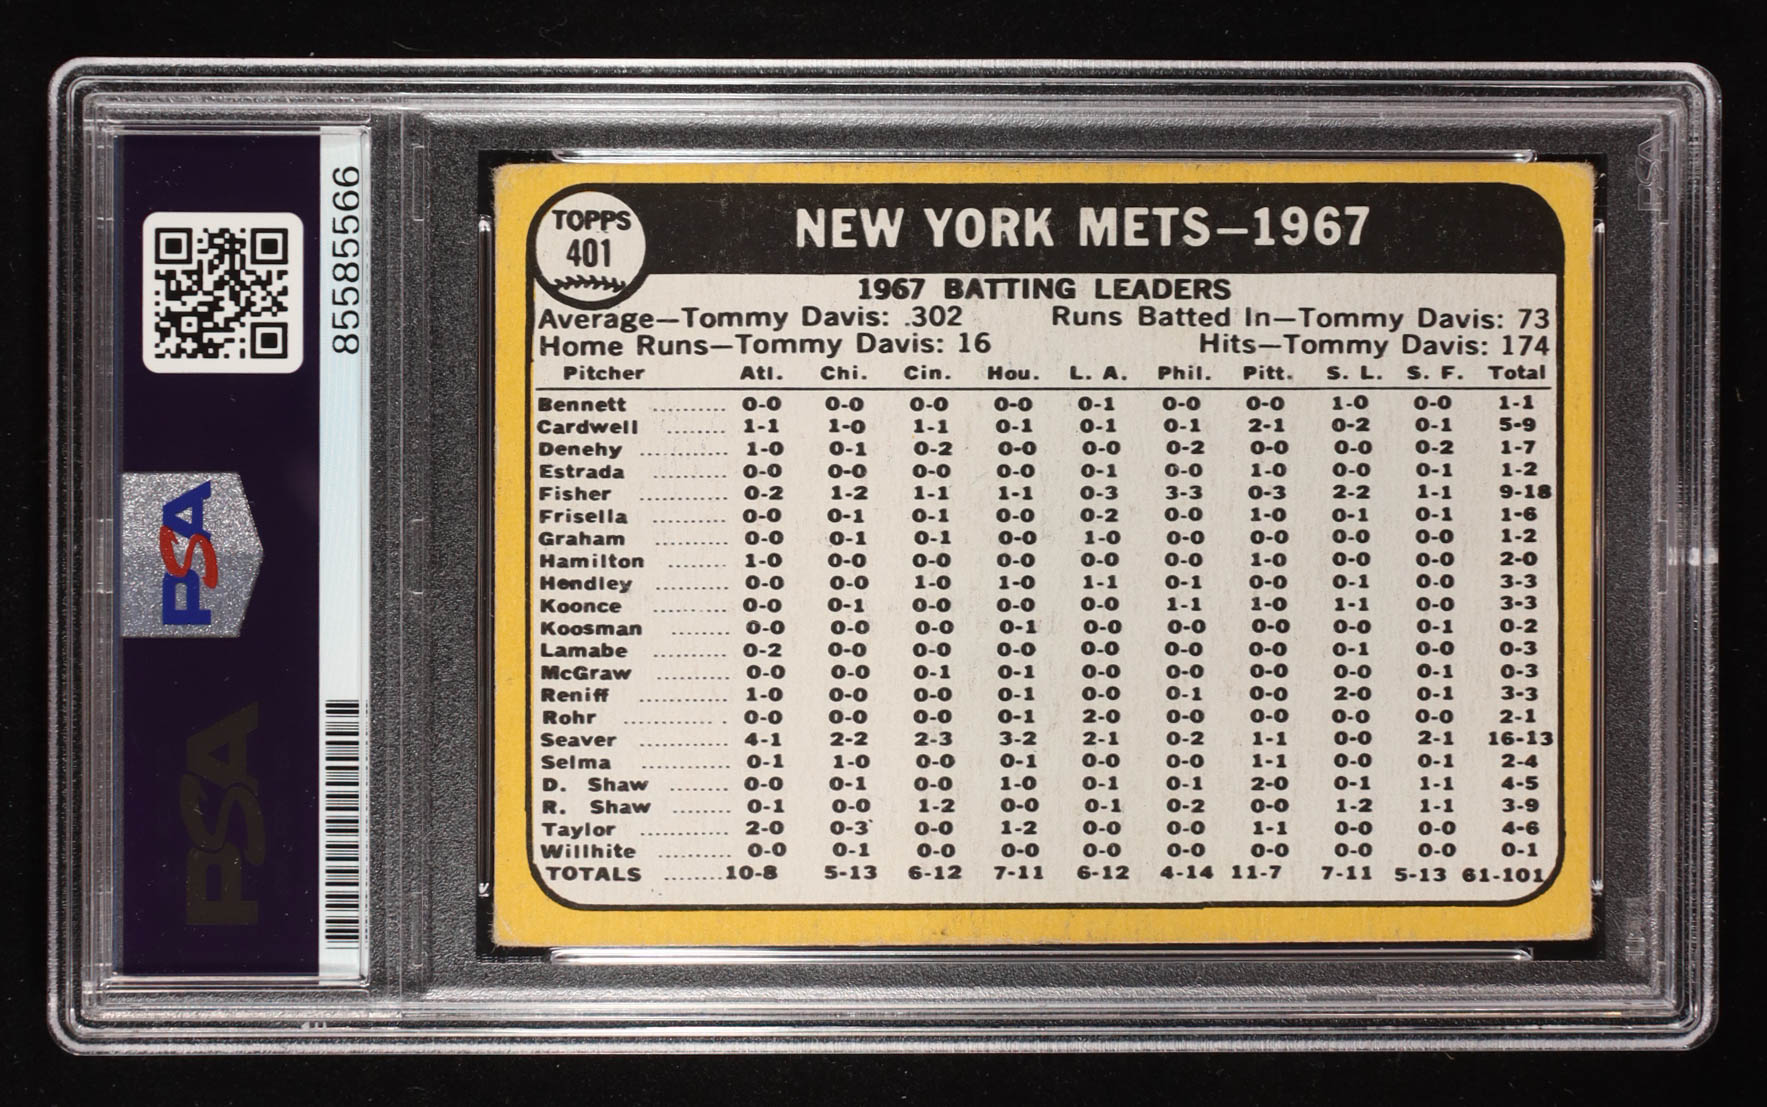 85585566
PSA
PSA
PSA
TOPPS
401
NEW YORK METS—1967
1967 BATTING LEADERS
Average—Tommy Davis: .302 Runs Batted In—Tommy Davis: 73
Home Runs—Tommy Davis: 16 Hits—Tommy Davis: 174
Pitcher Atl. Chi. Cin. Hou. L. A. Phil. Pitt. S. L. S. F. Total
Bennett .......... 0-0 0-0 0-0 0-0 0-1 0-0 0-0 1-0 0-0 1-1
Cardwell ........ 1-1 1-0 1-1 0-1 0-1 0-1 2-1 0-2 0-1 5-9
Denehy ............ 1-0 0-1 0-2 0-0 0-0 0-2 0-0 0-0 0-2 1-7
Estrada .......... 0-0 0-0 0-0 0-0 0-1 0-0 1-0 0-0 0-1 1-2
Fisher ............ 0-2 1-2 1-1 1-1 0-3 3-3 0-3 2-2 1-1 9-18
Frisella .......... 0-0 0-1 0-1 0-0 0-2 0-0 1-0 0-1 0-1 1-6
Graham .......... 0-0 0-1 0-1 0-0 1-0 0-0 0-0 0-0 0-0 1-2
Hamilton ........ 1-0 0-0 0-0 0-0 0-0 0-0 1-0 0-0 0-0 2-0
Hendley .......... 0-0 0-0 1-0 1-0 1-1 0-1 0-0 0-1 0-0 3-3
Koonce .......... 0-0 0-1 0-0 0-0 0-0 1-1 1-0 1-1 0-0 3-3
Koosman ........ 0-0 0-0 0-0 0-1 0-0 0-0 0-0 0-0 0-1 0-2
Lamabe .......... 0-2 0-0 0-0 0-0 0-0 0-0 0-0 0-1 0-0 0-3
McGraw .......... 0-0 0-0 0-1 0-1 0-0 0-0 0-0 0-0 0-1 0-3
Reniff ............ 1-0 0-0 0-0 0-1 0-0 0-1 0-0 2-0 0-1 3-3
Rohr .............. 0-0 0-0 0-0 0-1 2-0 0-0 0-0 0-0 0-0 2-1
Seaver ............ 4-1 2-2 2-3 3-2 2-1 0-2 1-1 0-0 2-1 16-13
Selma ............ 0-1 1-0 0-0 0-1 0-0 0-0 1-1 0-0 0-1 2-4
D. Shaw ........ 0-0 0-1 0-0 1-0 0-1 0-1 2-0 0-1 1-1 4-5
R. Shaw ........ 0-1 0-0 1-2 0-0 0-1 0-2 0-0 1-2 1-1 3-9
Taylor ............ 2-0 0-3 0-0 1-2 0-0 0-0 1-1 0-0 0-0 4-6
Willhite .......... 0-0 0-1 0-0 0-0 0-0 0-0 0-0 0-0 0-0 0-1
TOTALS ........10-8 5-13 6-12 7-11 6-12 4-14 11-7 7-11 5-13 61-101